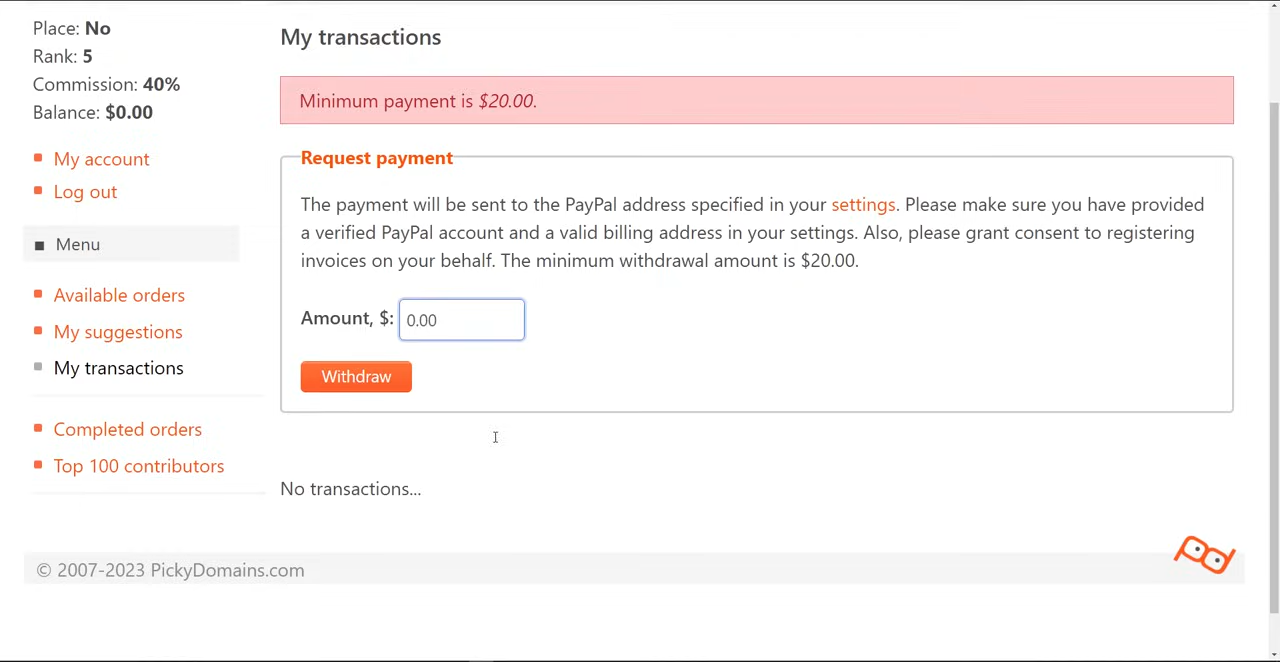 Place: No
Rank: 5
Commission: 40%
Balance: $0.00
My account
Log out
Menu
Available orders
My suggestions
My transactions
Completed orders
Top 100 contributors
My transactions
Minimum payment is $20.00.
Request payment
The payment will be sent to the PayPal address specified in your settings. Please make sure you have provided
a verified PayPal account and a valid billing address in your settings. Also, please grant consent to registering
invoices on your behalf. The minimum withdrawal amount is $20.00.
Amount, $: 0.00
Withdraw
No transactions...
© 2007-2023 PickyDomains.com